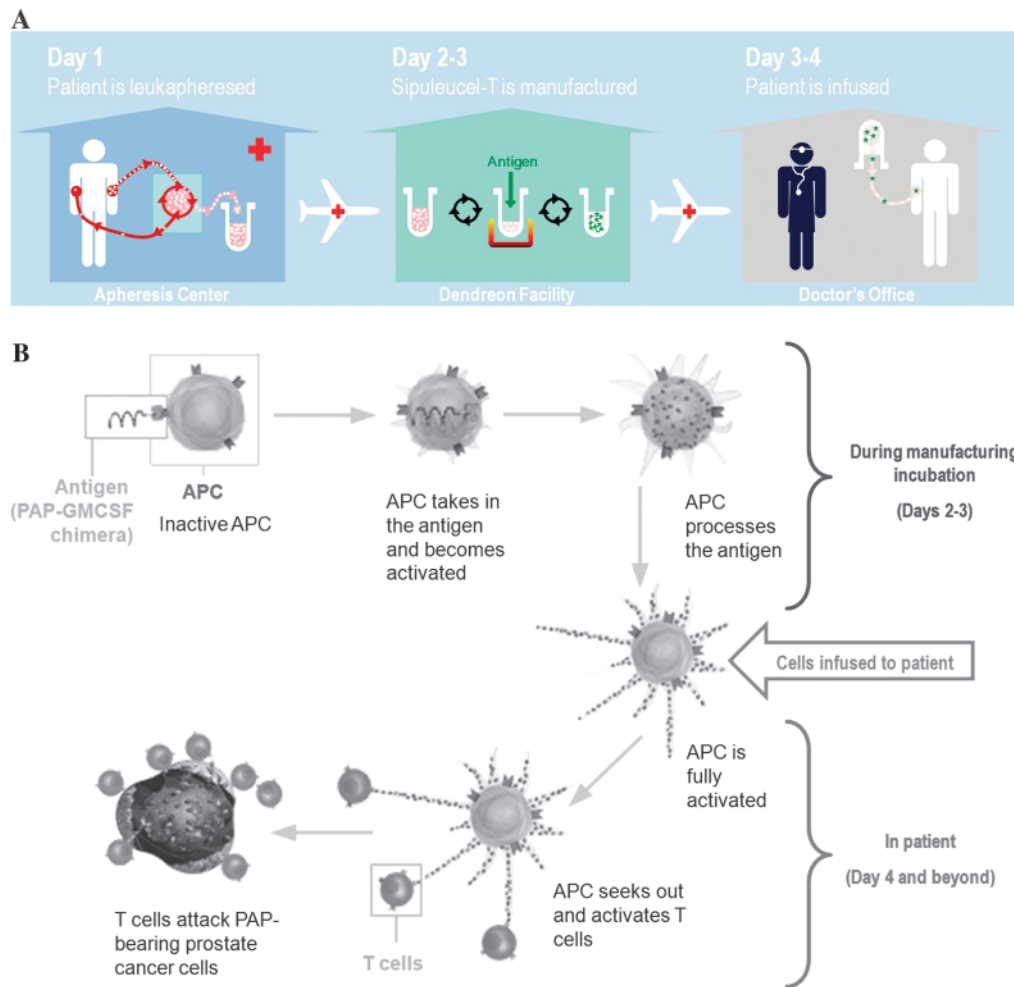 A
Day 1
Patient is leukapheresed
Apheresis Center
Day 2-3
Sipuleucel-T is manufactured
Antigen
Dendreon Facility
Day 3-4
Patient is infused
Doctor's Office
B
Antigen
(PAP-GMCSF
chimera)
APC
Inactive APC
APC takes in
the antigen
and becomes
activated
APC
processes
the antigen
During manufacturing
incubation
(Days 2-3)
Cells infused to patient
APC is
fully
activated
In patient
(Day 4 and beyond)
APC seeks out
and activates T
cells
T cells
T cells attack PAP-
bearing prostate
cancer cells